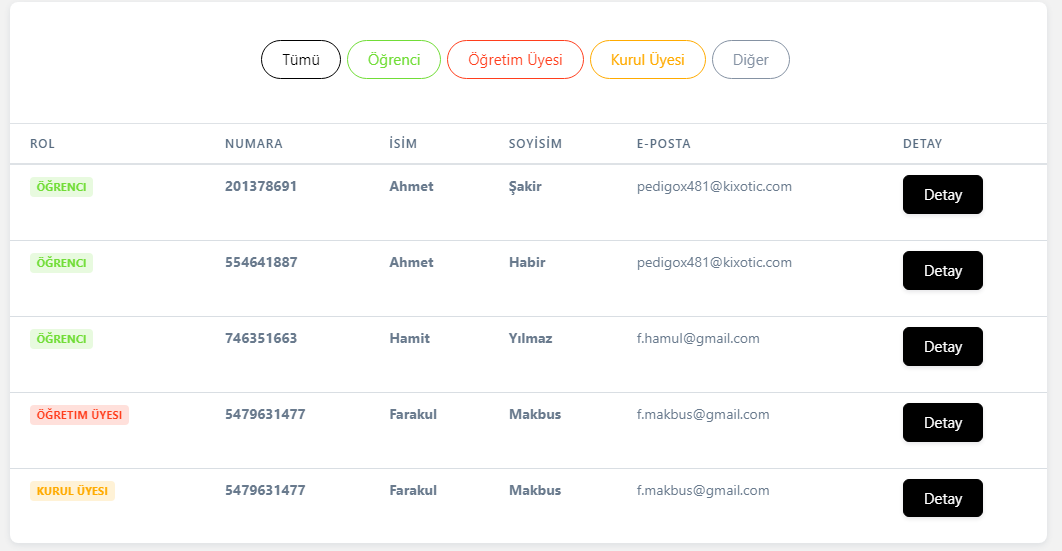 Tümü Öğrenci Öğretim Üyesi Kurul Üyesi Diğer
ROL NUMARA İSİM SOYİSİM E-POSTA DETAY
ÖĞRENCI 201378691 Ahmet Şakir pedigox481@kixotic.com Detay
ÖĞRENCI 554641887 Ahmet Habir pedigox481@kixotic.com Detay
ÖĞRENCI 746351663 Hamit Yılmaz f.hamul@gmail.com Detay
ÖĞRETIM ÜYESI 5479631477 Farakul Makbus f.makbus@gmail.com Detay
KURUL ÜYESI 5479631477 Farakul Makbus f.makbus@gmail.com Detay